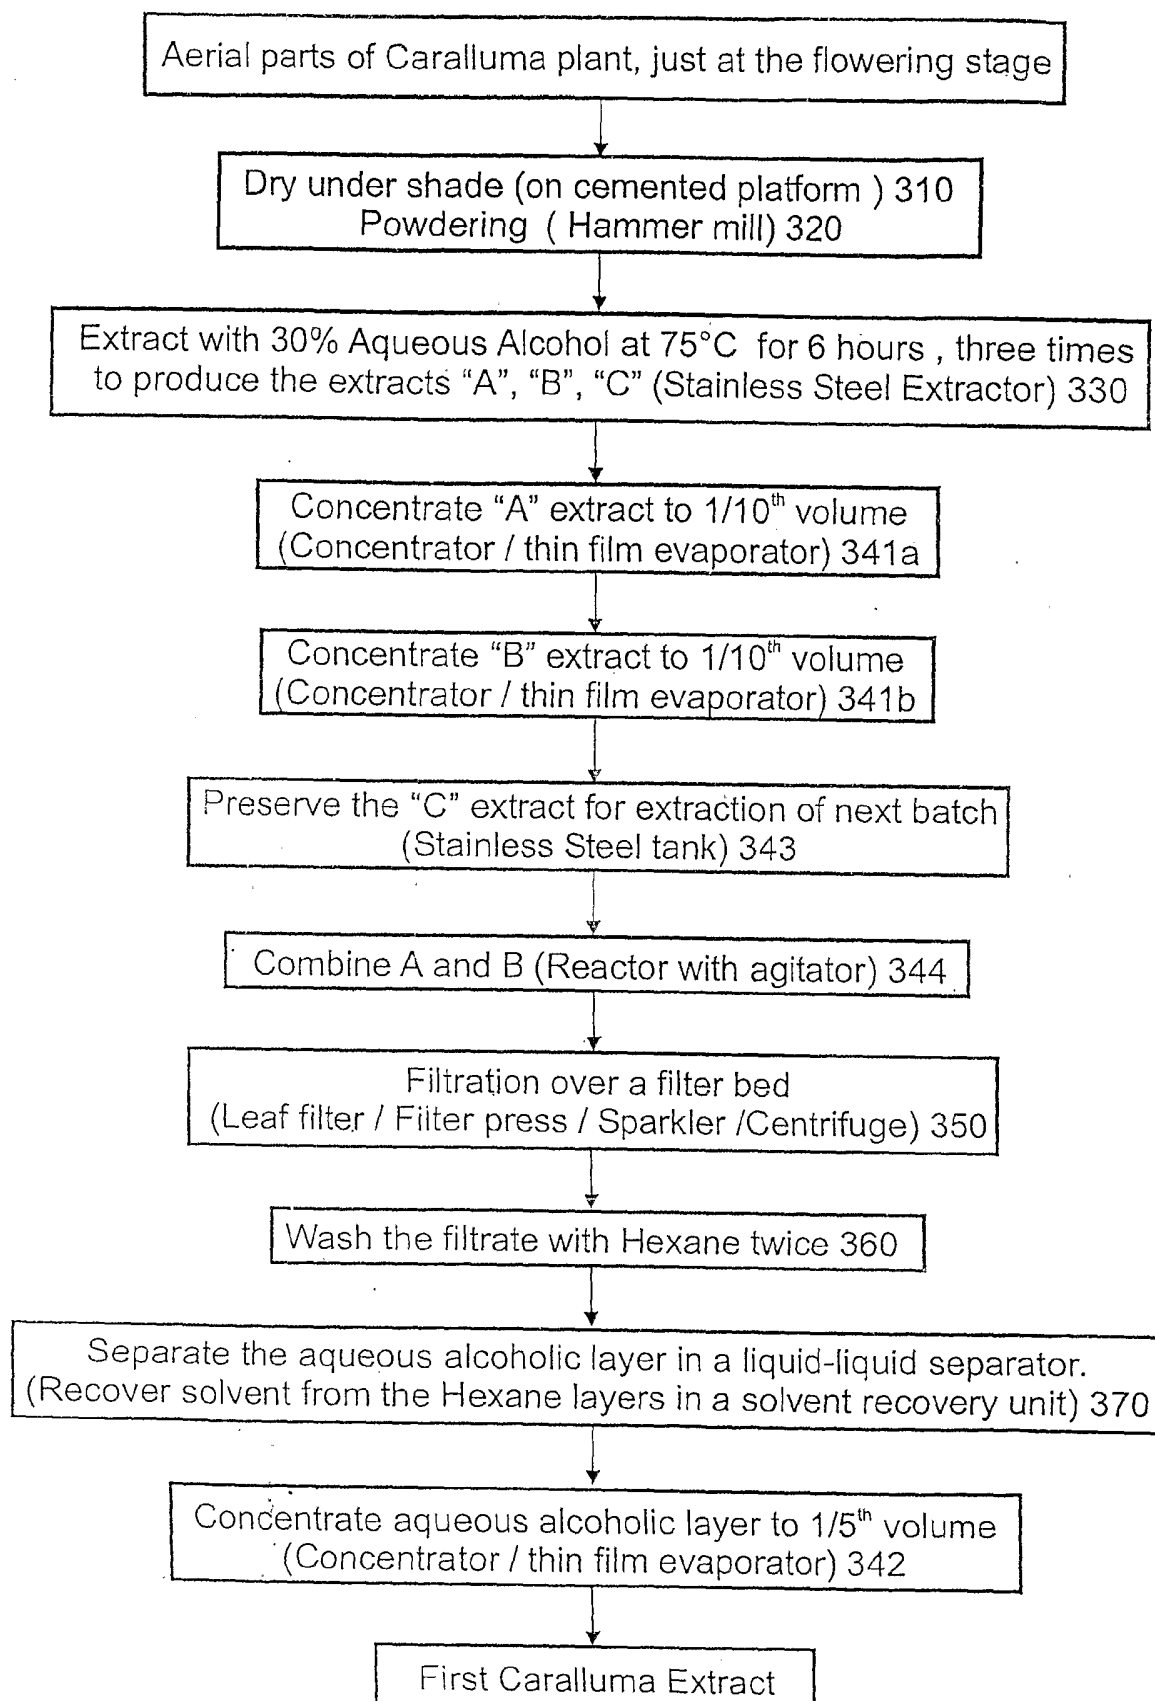 Aerial parts of Caralluma plant, just at the flowering stage
Dry under shade (on cemented platform ) 310
Powdering ( Hammer mill) 320
Extract with 30% Aqueous Alcohol at 75°C for 6 hours , three times
to produce the extracts “A”, “B”, “C” (Stainless Steel Extractor) 330
Concentrate “A” extract to 1/10th volume
(Concentrator / thin film evaporator) 341a
Concentrate “B” extract to 1/10th volume
(Concentrator / thin film evaporator) 341b
Preserve the “C” extract for extraction of next batch
(Stainless Steel tank) 343
Combine A and B (Reactor with agitator) 344
Filtration over a filter bed
(Leaf filter / Filter press / Sparkler /Centrifuge) 350
Wash the filtrate with Hexane twice 360
Separate the aqueous alcoholic layer in a liquid-liquid separator.
(Recover solvent from the Hexane layers in a solvent recovery unit) 370
Concentrate aqueous alcoholic layer to 1/5th volume
(Concentrator / thin film evaporator) 342
First Caralluma Extract